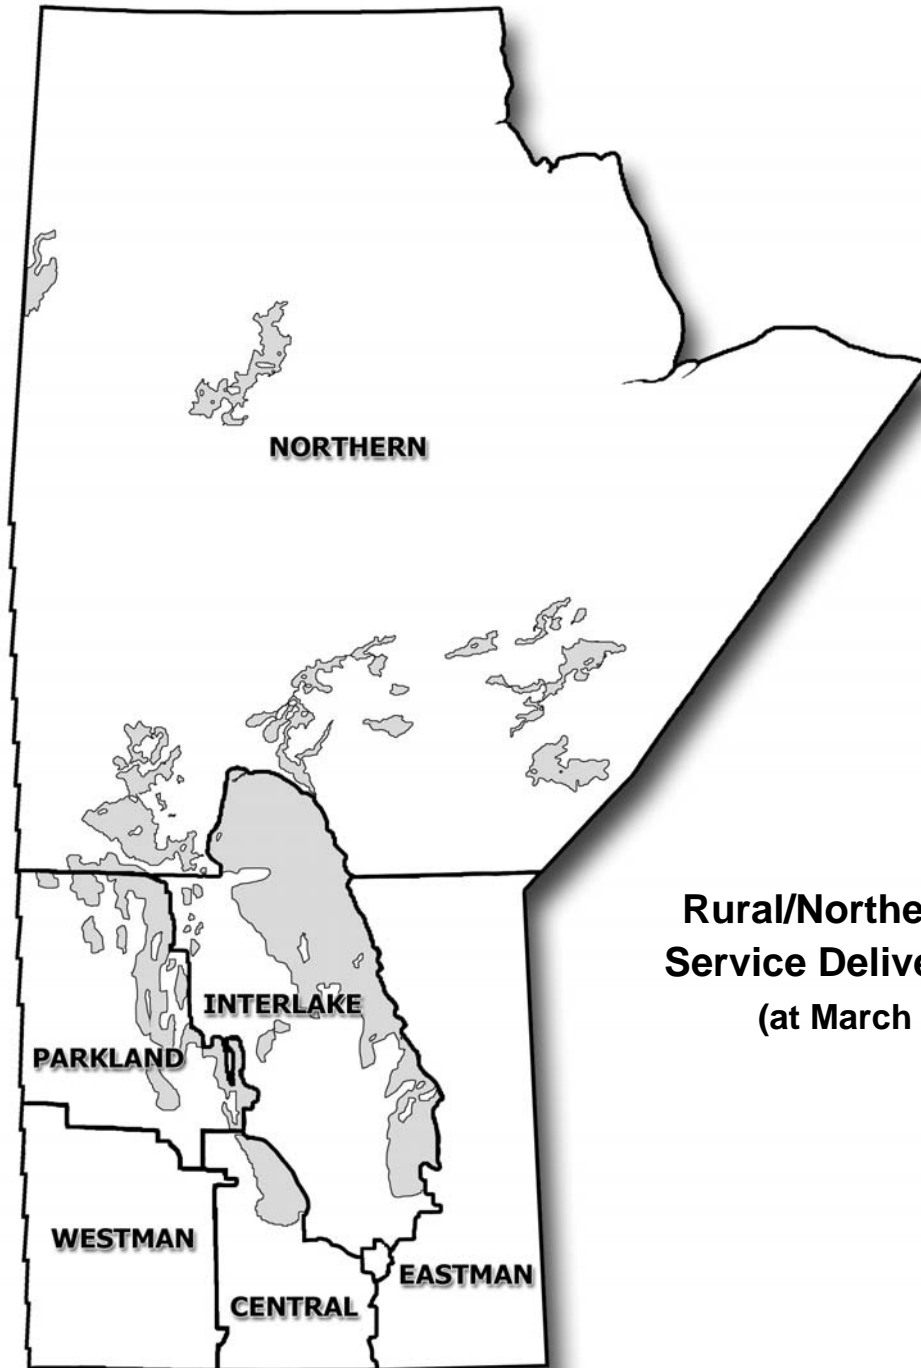 NORTHERN
Rural/Northe
Service Delive
(at March
INTERLAKE
PARKLAND
WESTMAN
EASTMAN
CENTRAL